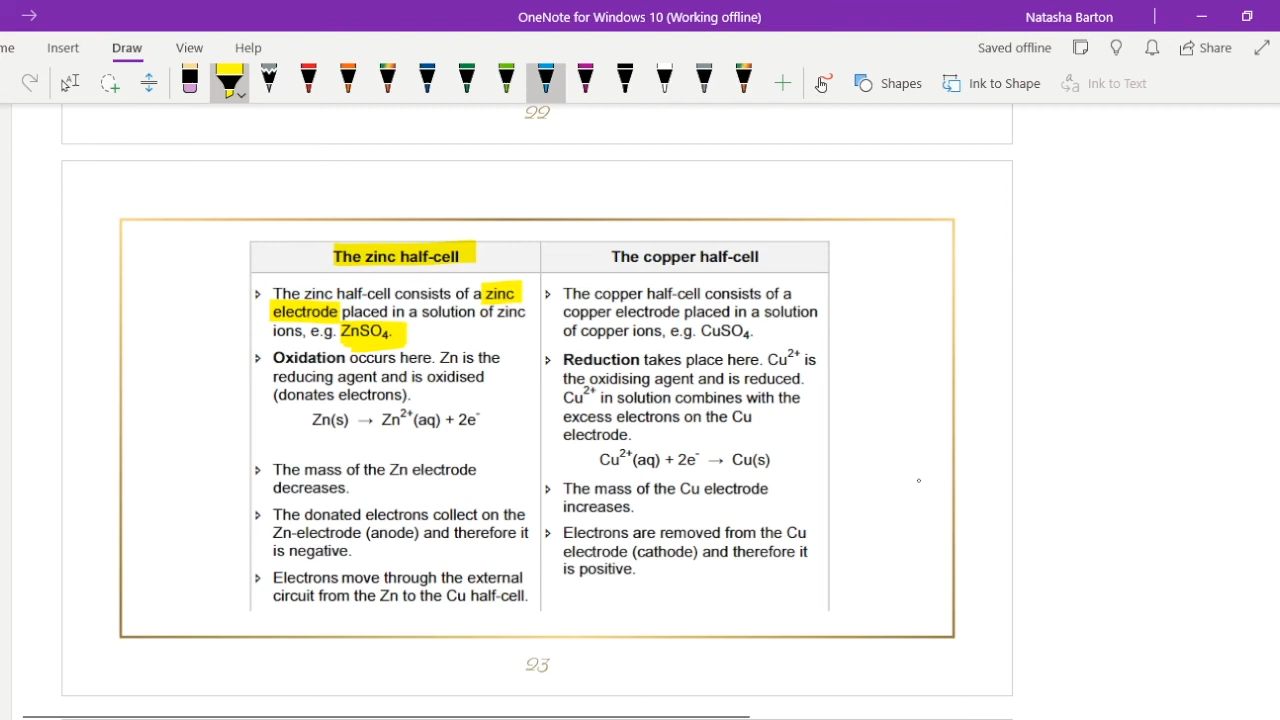 OneNote for Windows 10 (Working offline)
Natasha Barton
me
Insert
Draw
View
Help
Saved offline
Share
Shapes
Ink to Shape
Ink to Text
22
The zinc half-cell
The zinc half-cell consists of a zinc
electrode placed in a solution of zinc
ions, e.g. ZnSO₄.
Oxidation occurs here. Zn is the
reducing agent and is oxidised
(donates electrons).
Zn(s) → Zn²⁺(aq) + 2e⁻
The mass of the Zn electrode
decreases.
The donated electrons collect on the
Zn-electrode (anode) and therefore it
is negative.
Electrons move through the external
circuit from the Zn to the Cu half-cell.
The copper half-cell
The copper half-cell consists of a
copper electrode placed in a solution
of copper ions, e.g. CuSO₄.
Reduction takes place here. Cu²⁺ is
the oxidising agent and is reduced.
Cu²⁺ in solution combines with the
excess electrons on the Cu
electrode.
Cu²⁺(aq) + 2e⁻ → Cu(s)
The mass of the Cu electrode
increases.
Electrons are removed from the Cu
electrode (cathode) and therefore it
is positive.
23